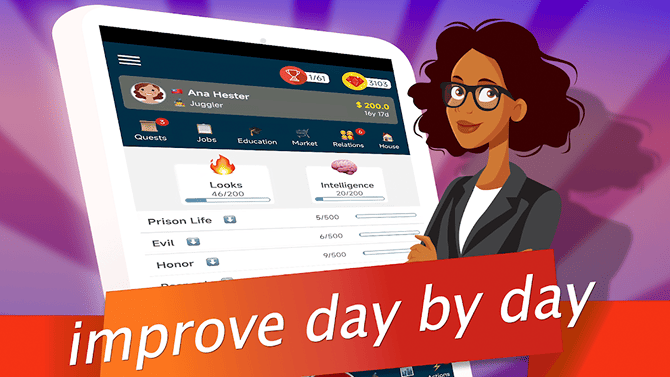 1/61
3103
Ana Hester
Juggler
$ 200.0
16y 17d
3
6
Quests
Jobs
Education
Market
Relations
House
Looks
46/200
Intelligence
20/200
Prison Life
5/500
Evil
6/500
Honor
9/500
improve day by day
Actions